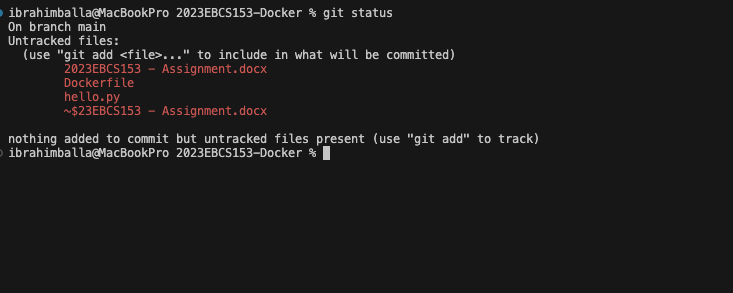 ibrahimballa@MacBookPro 2023EBCS153-Docker % git status
On branch main
Untracked files:
  (use "git add <file>..." to include in what will be committed)
        2023EBCS153 - Assignment.docx
        Dockerfile
        hello.py
        ~$23EBCS153 - Assignment.docx

nothing added to commit but untracked files present (use "git add" to track)
ibrahimballa@MacBookPro 2023EBCS153-Docker %